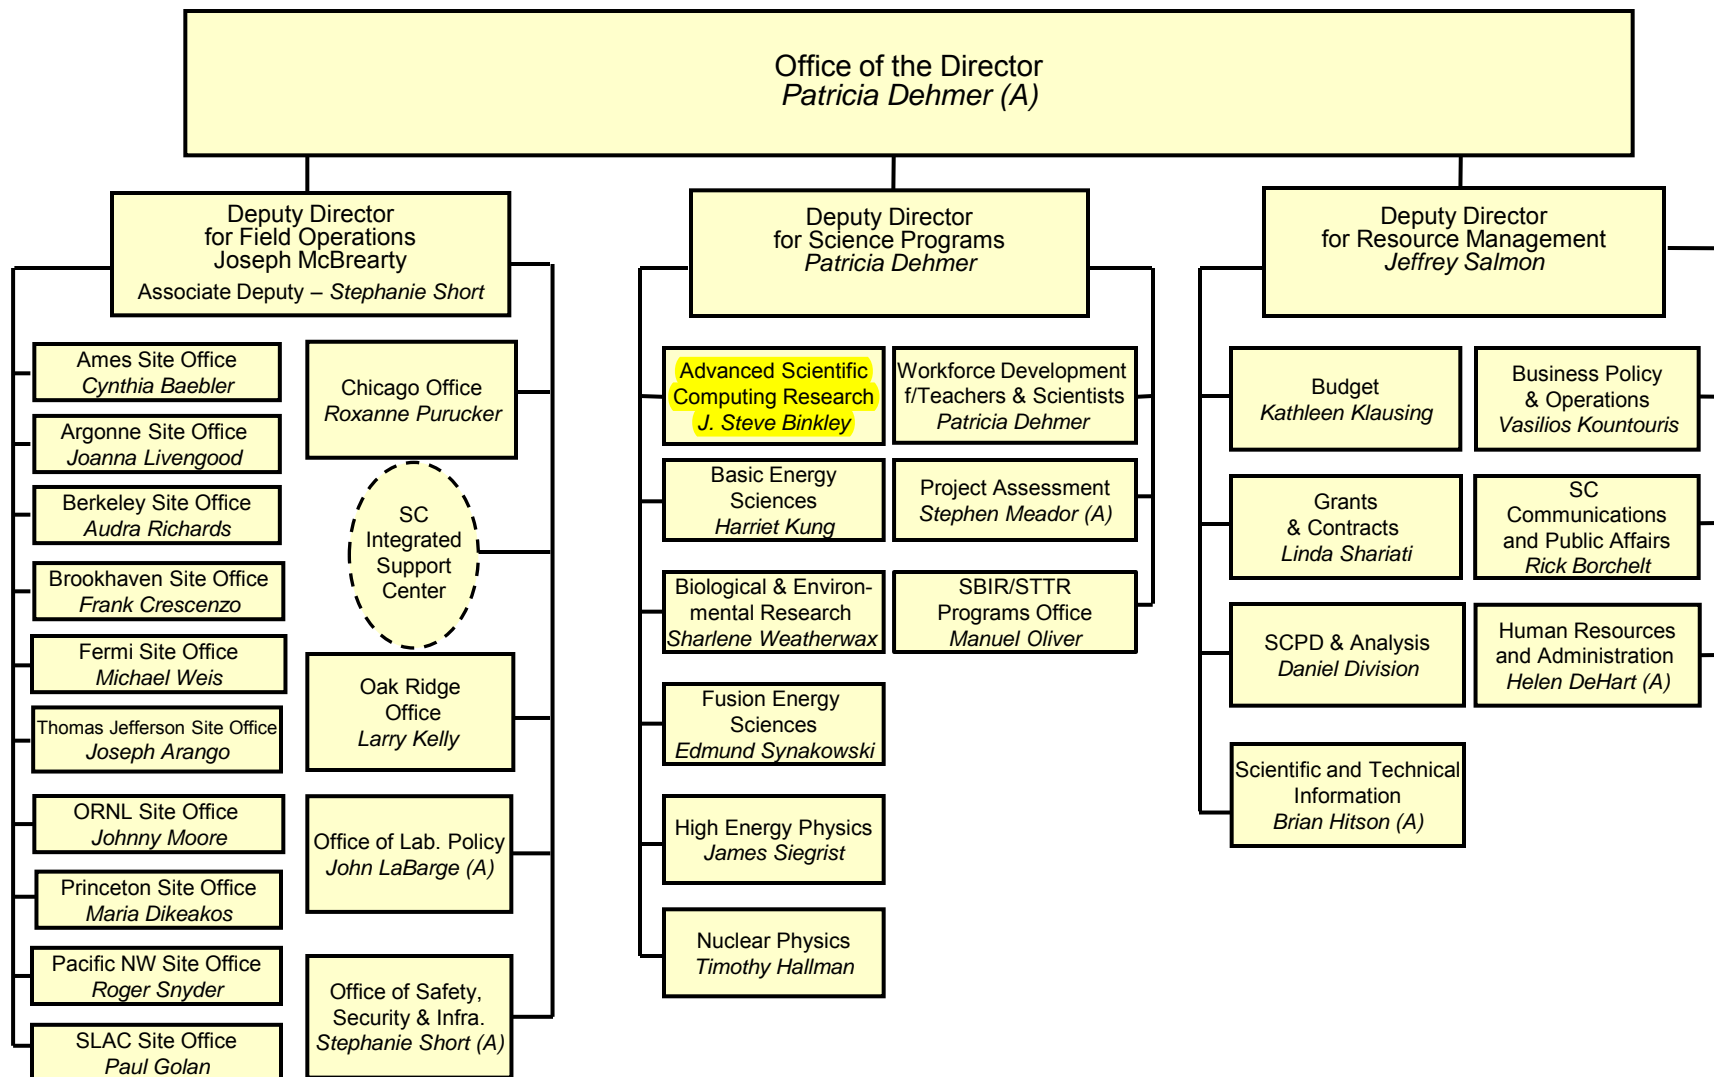 Office of the Director
Patricia Dehmer (A)
Deputy Director
for Field Operations
Joseph McBrearty
Associate Deputy – Stephanie Short
Ames Site Office
Cynthia Baebler
Argonne Site Office
Joanna Livengood
Berkeley Site Office
Audra Richards
Brookhaven Site Office
Frank Crescenzo
Fermi Site Office
Michael Weis
Thomas Jefferson Site Office
Joseph Arango
ORNL Site Office
Johnny Moore
Princeton Site Office
Maria Dikeakos
Pacific NW Site Office
Roger Snyder
SLAC Site Office
Paul Golan
Chicago Office
Roxanne Purucker
SC
Integrated
Support
Center
Oak Ridge
Office
Larry Kelly
Office of Lab. Policy
John LaBarge (A)
Office of Safety,
Security & Infra.
Stephanie Short (A)
Deputy Director
for Science Programs
Patricia Dehmer
Advanced Scientific
Computing Research
J. Steve Binkley
Basic Energy
Sciences
Harriet Kung
Biological & Environ-
mental Research
Sharlene Weatherwax
Fusion Energy
Sciences
Edmund Synakowski
High Energy Physics
James Siegrist
Nuclear Physics
Timothy Hallman
Workforce Development
f/Teachers & Scientists
Patricia Dehmer
Project Assessment
Stephen Meador (A)
SBIR/STTR
Programs Office
Manuel Oliver
Deputy Director
for Resource Management
Jeffrey Salmon
Budget
Kathleen Klausing
Grants
& Contracts
Linda Shariati
SCPD & Analysis
Daniel Division
Scientific and Technical
Information
Brian Hitson (A)
Business Policy
& Operations
Vasilios Kountouris
SC
Communications
and Public Affairs
Rick Borchelt
Human Resources
and Administration
Helen DeHart (A)